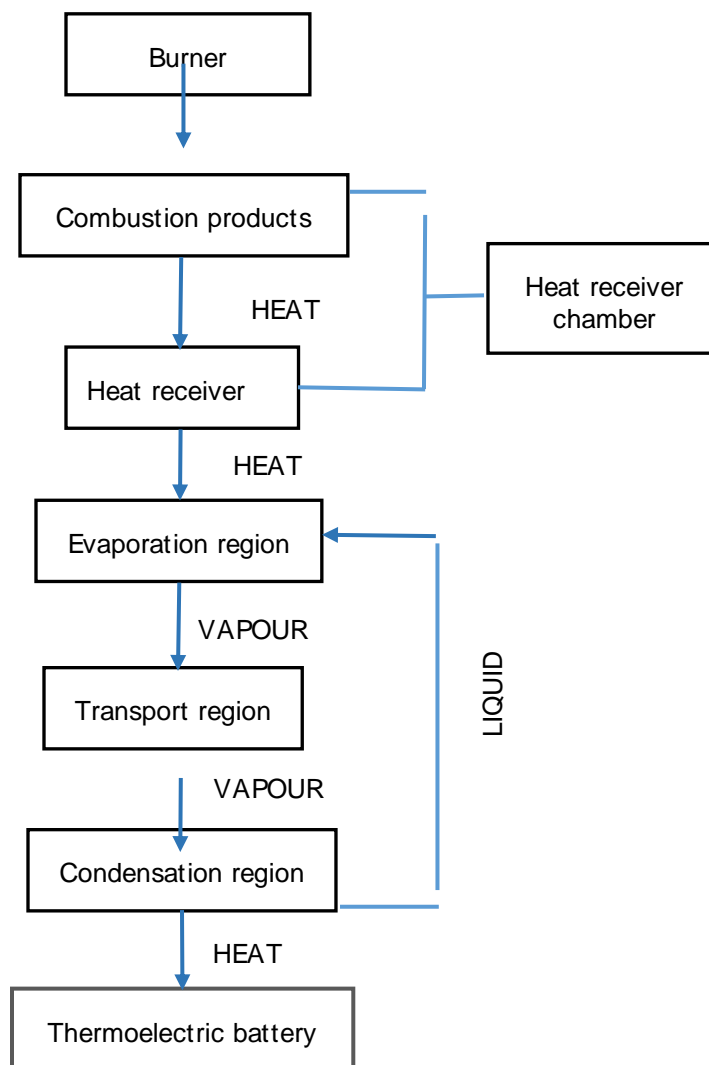 Burner
Combustion products
HEAT
Heat receiver
chamber
Heat receiver
HEAT
Evaporation region
VAPOUR
LIQUID
Transport region
VAPOUR
Condensation region
HEAT
Thermoelectric battery